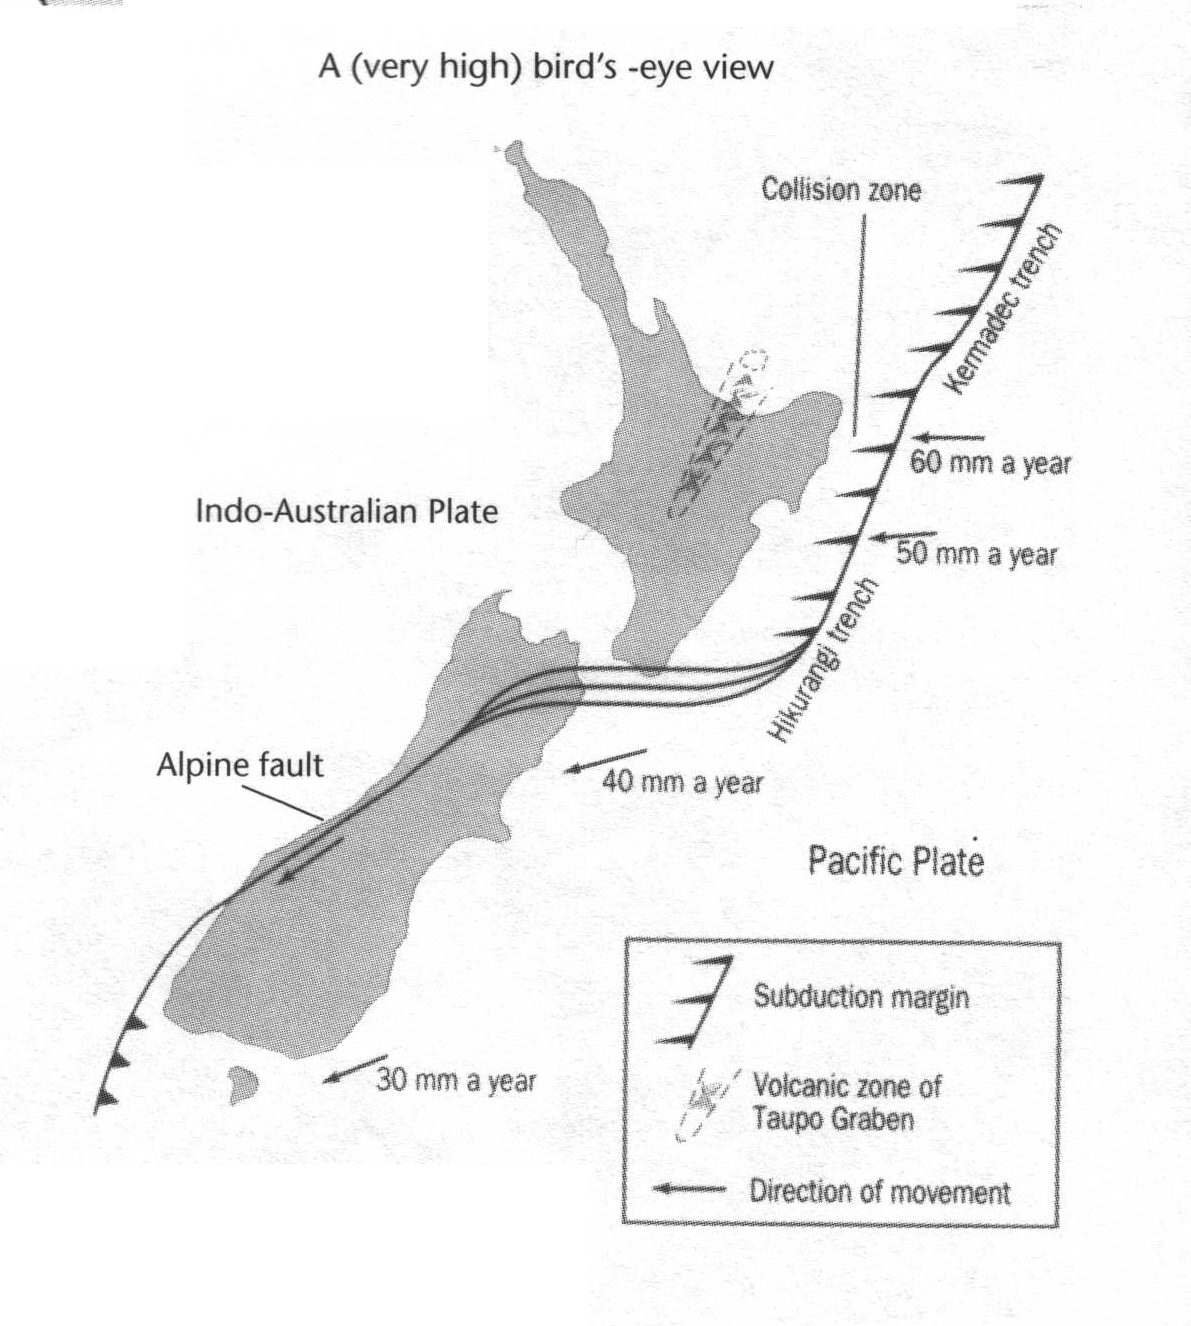 A (very high) bird's -eye view
Collision zone
Kermadec trench
60 mm a year
Indo-Australian Plate
50 mm a year
Hikurangi trench
Alpine fault
40 mm a year
Pacific Plate
Subduction margin
30 mm a year
Volcanic zone of
Taupo Graben
Direction of movement